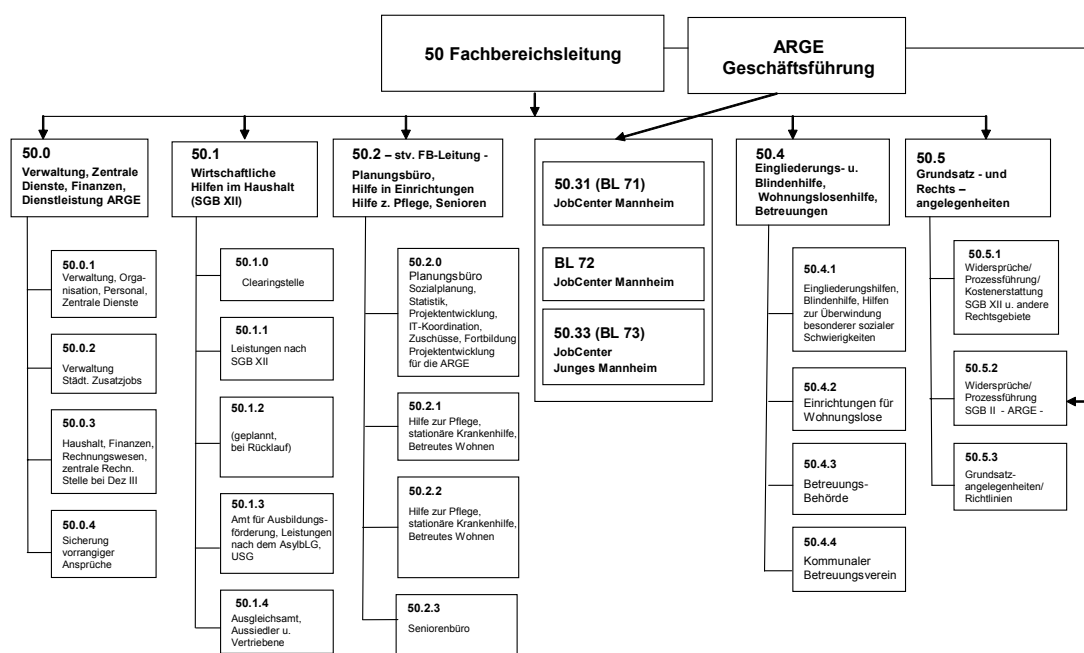 50 Fachbereichsleitung
ARGE
Geschäftsführung
50.0
Verwaltung, Zentrale
Dienste, Finanzen,
Dienstleistung ARGE
50.0.1
Verwaltung, Orga-
nisation, Personal,
Zentrale Dienste
50.0.2
Verwaltung
Städt. Zusatzjobs
50.0.3
Haushalt, Finanzen,
Rechnungswesen,
zentrale Rechn.
Stelle bei Dez III
50.0.4
Sicherung
vorrangiger
Ansprüche
50.1
Wirtschaftliche
Hilfen im Haushalt
(SGB XII)
50.1.0
Clearingstelle
50.1.1
Leistungen nach
SGB XII
50.1.2
(geplannt,
bei Rücklauf)
50.1.3
Amt für Ausbildungs-
förderung, Leistungen
nach dem AsylbLG,
USG
50.1.4
Ausgleichsamt,
Aussiedler u.
Vertriebene
50.2 – stv. FB-Leitung -
Planungsbüro,
Hilfe in Einrichtungen
Hilfe z. Pflege, Senioren
50.2.0
Planungsbüro
Sozialplanung,
Statistik,
Projektentwicklung,
IT-Koordination,
Zuschüsse, Fortbildung
Projektentwicklung
für die ARGE
50.2.1
Hilfe zur Pflege,
stationäre Krankenhilfe,
Betreutes Wohnen
50.2.2
Hilfe zur Pflege,
stationäre Krankenhilfe,
Betreutes Wohnen
50.2.3
Seniorenbüro
50.31 (BL 71)
JobCenter Mannheim
BL 72
JobCenter Mannheim
50.33 (BL 73)
JobCenter
Junges Mannheim
50.4
Eingliederungs- u.
Blindenhilfe,
Wohnungslosenhilfe,
Betreuungen
50.4.1
Eingliederungshilfen,
Blindenhilfe, Hilfen
zur Überwindung
besonderer sozialer
Schwierigkeiten
50.4.2
Einrichtungen für
Wohnungslose
50.4.3
Betreuungs-
Behörde
50.4.4
Kommunaler
Betreuungsverein
50.5
Grundsatz - und
Rechts –
angelegenheiten
50.5.1
Widersprüche/
Prozessführung/
Kostenerstattung
SGB XII u. andere
Rechtsgebiete
50.5.2
Widersprüche/
Prozessführung
SGB II - ARGE -
50.5.3
Grundsatz-
angelegenheiten/
Richtlinien